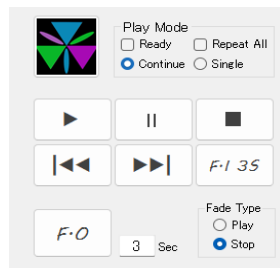 Play Mode
Ready Repeat All
Continue Single
F·I 3S
F·O
3 Sec
Fade Type
Play
Stop